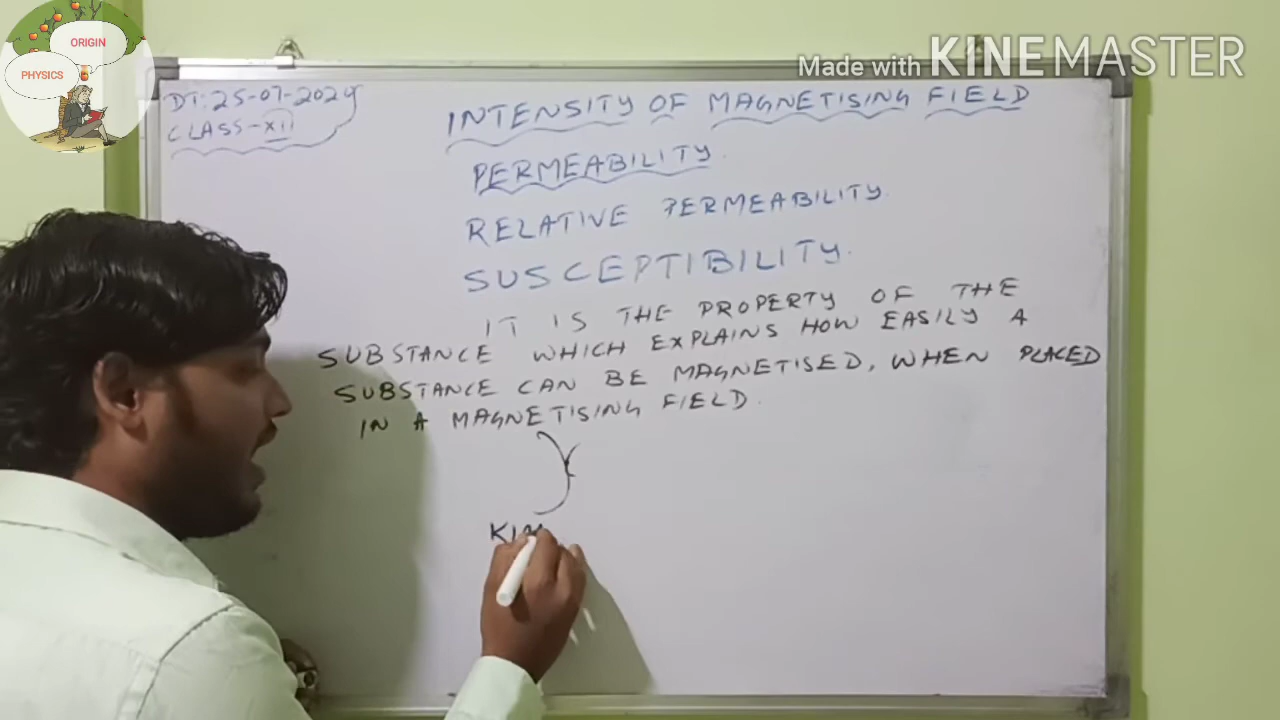 ORIGIN
PHYSICS
Made with KINEMASTER
DT:25-07-2024
CLASS-XII
INTENSITY OF MAGNETISING FIELD
PERMEABILITY.
RELATIVE PERMEABILITY.
SUSCEPTIBILITY.
IT IS THE PROPERTY OF THE
SUBSTANCE WHICH EXPLAINS HOW EASILY A
SUBSTANCE CAN BE MAGNETISED, WHEN PLACED
IN A MAGNETISING FIELD.